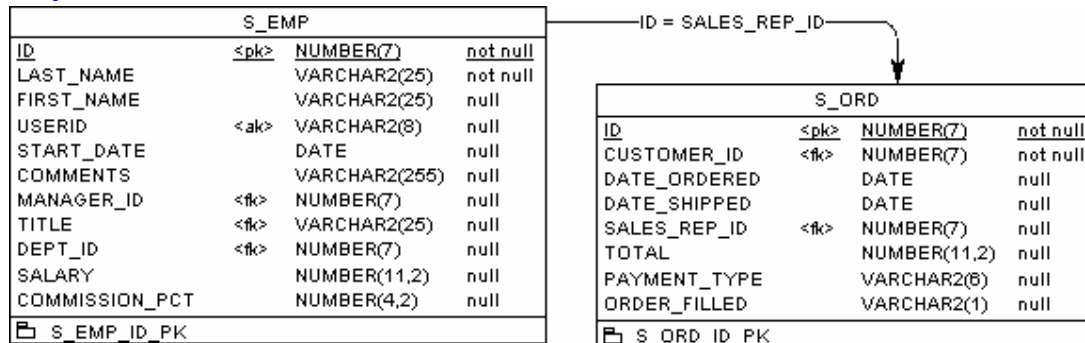 S_EMP
ID <pk> NUMBER(7) not null
LAST_NAME VARCHAR2(25) not null
FIRST_NAME VARCHAR2(25) null
USERID <ak> VARCHAR2(8) null
START_DATE DATE null
COMMENTS VARCHAR2(255) null
MANAGER_ID <fk> NUMBER(7) null
TITLE <fk> VARCHAR2(25) null
DEPT_ID <fk> NUMBER(7) null
SALARY NUMBER(11,2) null
COMMISSION_PCT NUMBER(4,2) null
S_EMP_ID_PK
ID = SALES_REP_ID
S_ORD
ID <pk> NUMBER(7) not null
CUSTOMER_ID <fk> NUMBER(7) not null
DATE_ORDERED DATE null
DATE_SHIPPED DATE null
SALES_REP_ID <fk> NUMBER(7) null
TOTAL NUMBER(11,2) null
PAYMENT_TYPE VARCHAR2(6) null
ORDER_FILLED VARCHAR2(1) null
S_ORD_ID_PK